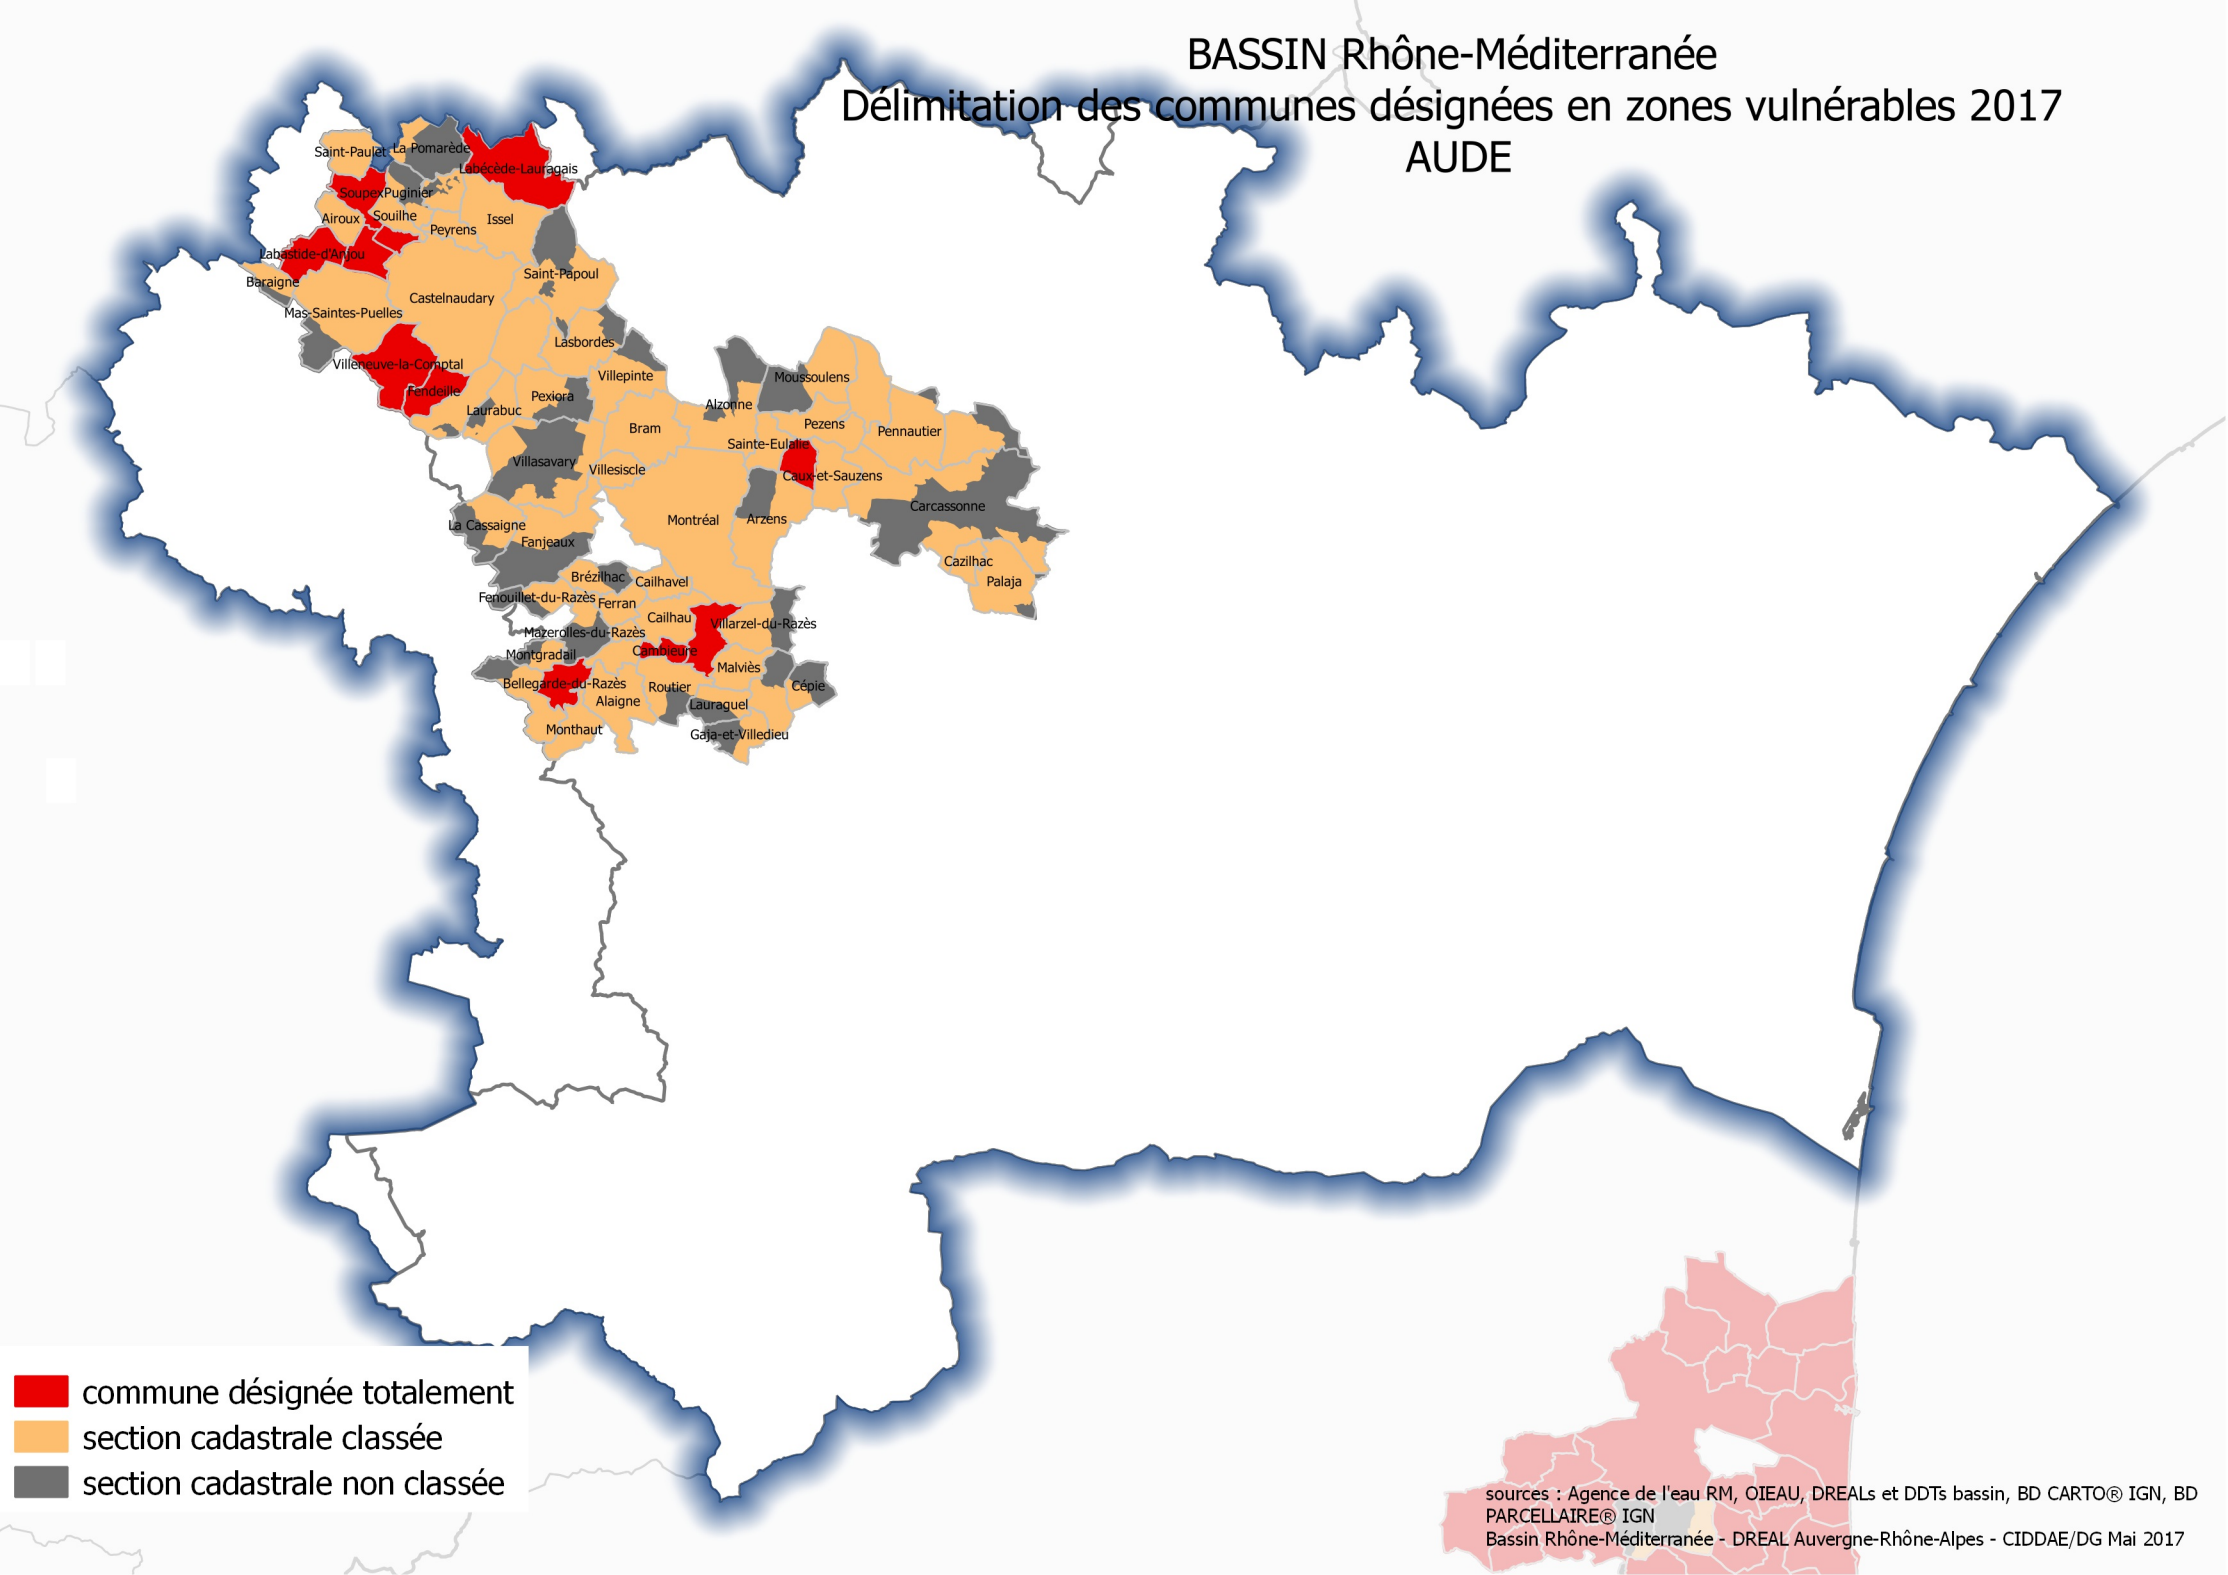 BASSIN Rhône-Méditerranée
Délimitation des communes désignées en zones vulnérables 2017
AUDE
La Pomarède
Saint-Paulet
Labécède-Lauragais
Soupex
Puginier
Airoux
Souilhe
Issel
Peyrens
Labastide-d'Anjou
Saint-Papoul
Baraigne
Castelnaudary
Mas-Saintes-Puelles
Lasbordes
Villeneuve-la-Comptal
Villepinte
Moussoulens
Fendeille
Pexiora
Alzonne
Laurabuc
Bram
Pezens
Pennautier
Sainte-Eulalie
Villasavary
Villesiscle
Caux-et-Sauzens
Carcassonne
Montréal
Arzens
La Cassaigne
Fanjeaux
Cazilhac
Brézilhac
Cailhavel
Palaja
Fenouillet-du-Razès
Ferran
Cailhau
Villarzel-du-Razès
Mazerolles-du-Razès
Cambieure
Montgradail
Malviès
Bellegarde-du-Razès
Routier
Cépie
Alaigne
Lauraguel
Monthaut
Gaja-et-Villedieu
commune désignée totalement
section cadastrale classée
section cadastrale non classée
sources : Agence de l'eau RM, OIEAU, DREALs et DDTs bassin, BD CARTO® IGN, BD
PARCELLAIRE® IGN
Bassin Rhône-Méditerranée - DREAL Auvergne-Rhône-Alpes - CIDDAE/DG Mai 2017